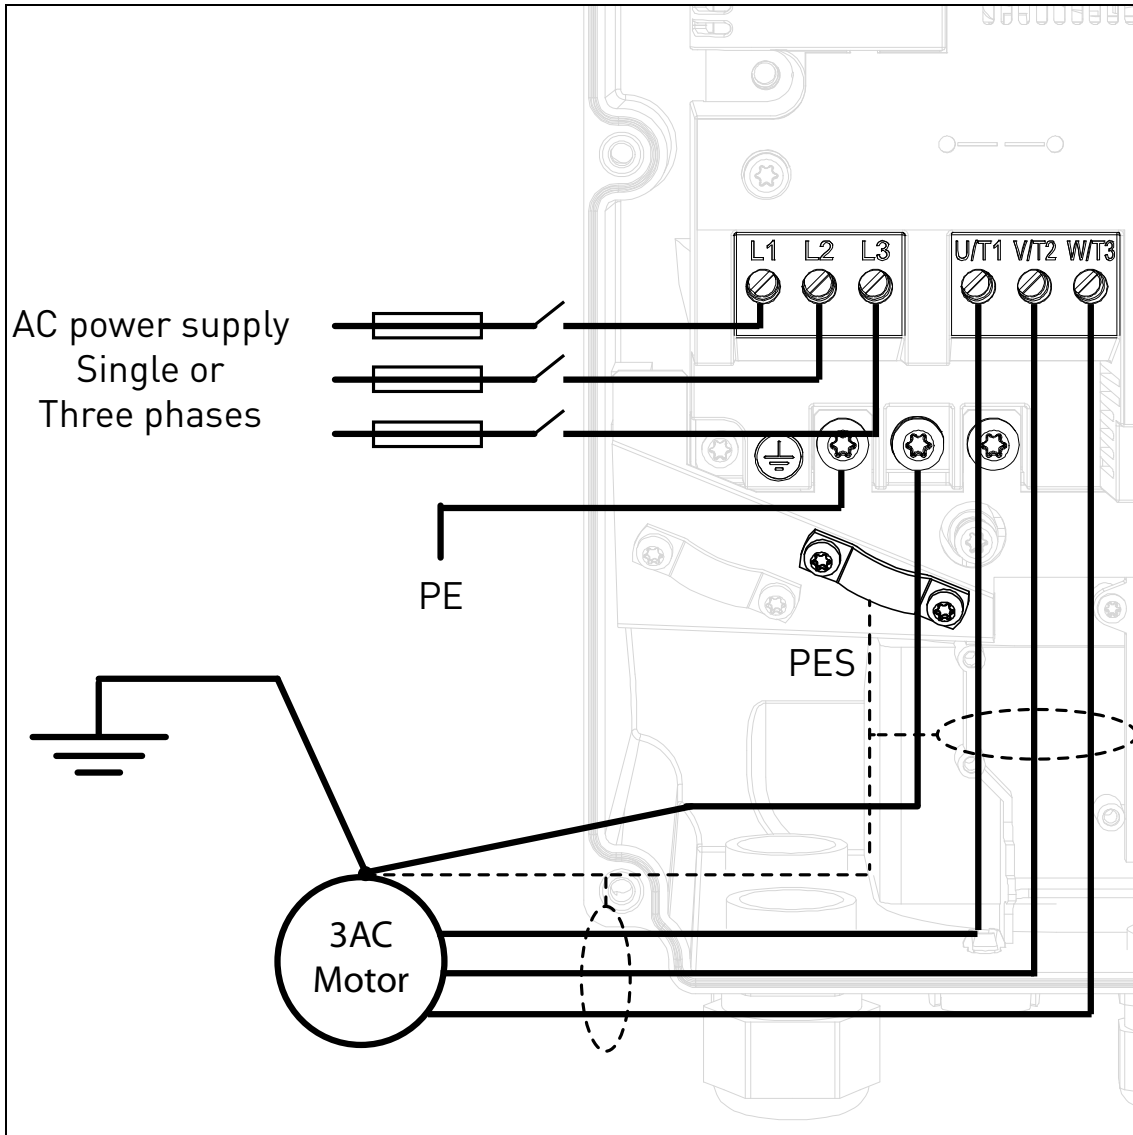 L1 L2 L3 U/T1 V/T2 W/T3
AC power supply
Single or
Three phases
PE
PES
3AC
Motor